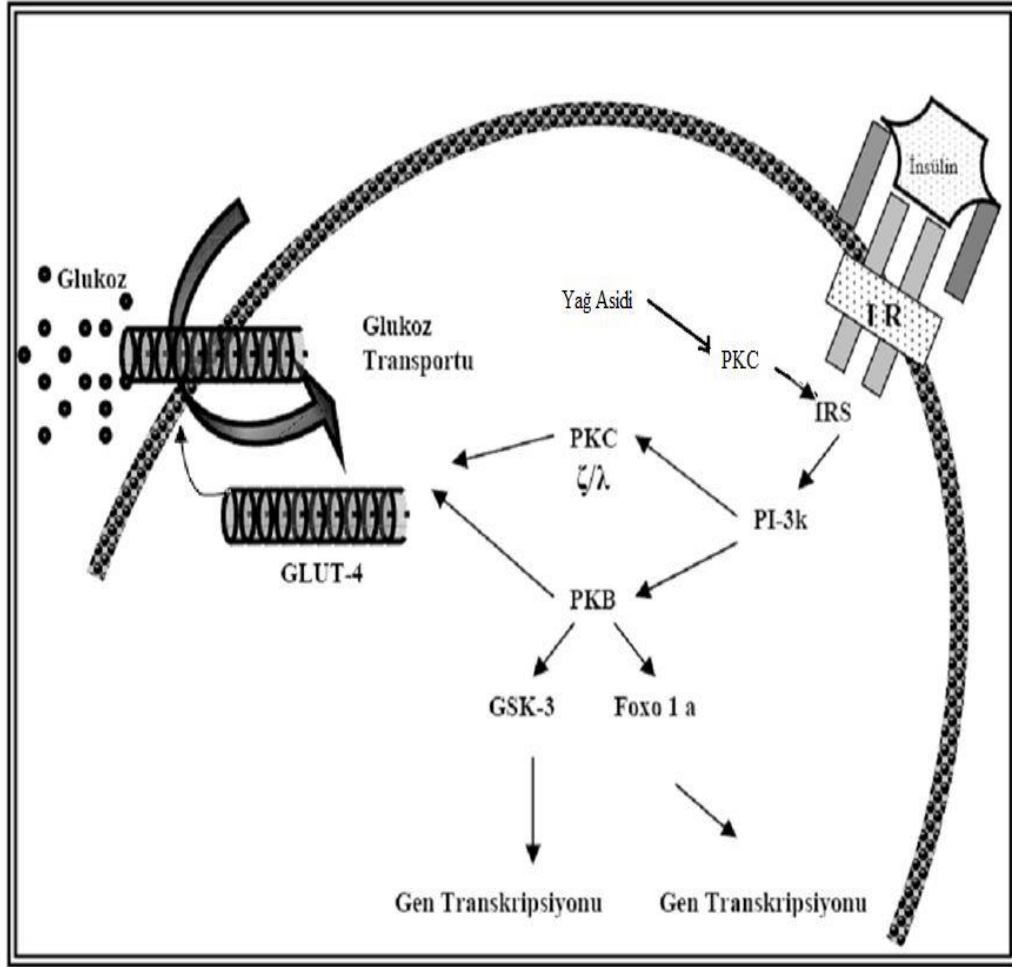 İnsülin
I R
Glukoz
Yağ Asidi
Glukoz
Transportu
PKC
IRS
PKC
ζ/λ
PI-3k
GLUT-4
PKB
GSK-3
Foxo 1 a
Gen Transkripsiyonu
Gen Transkripsiyonu